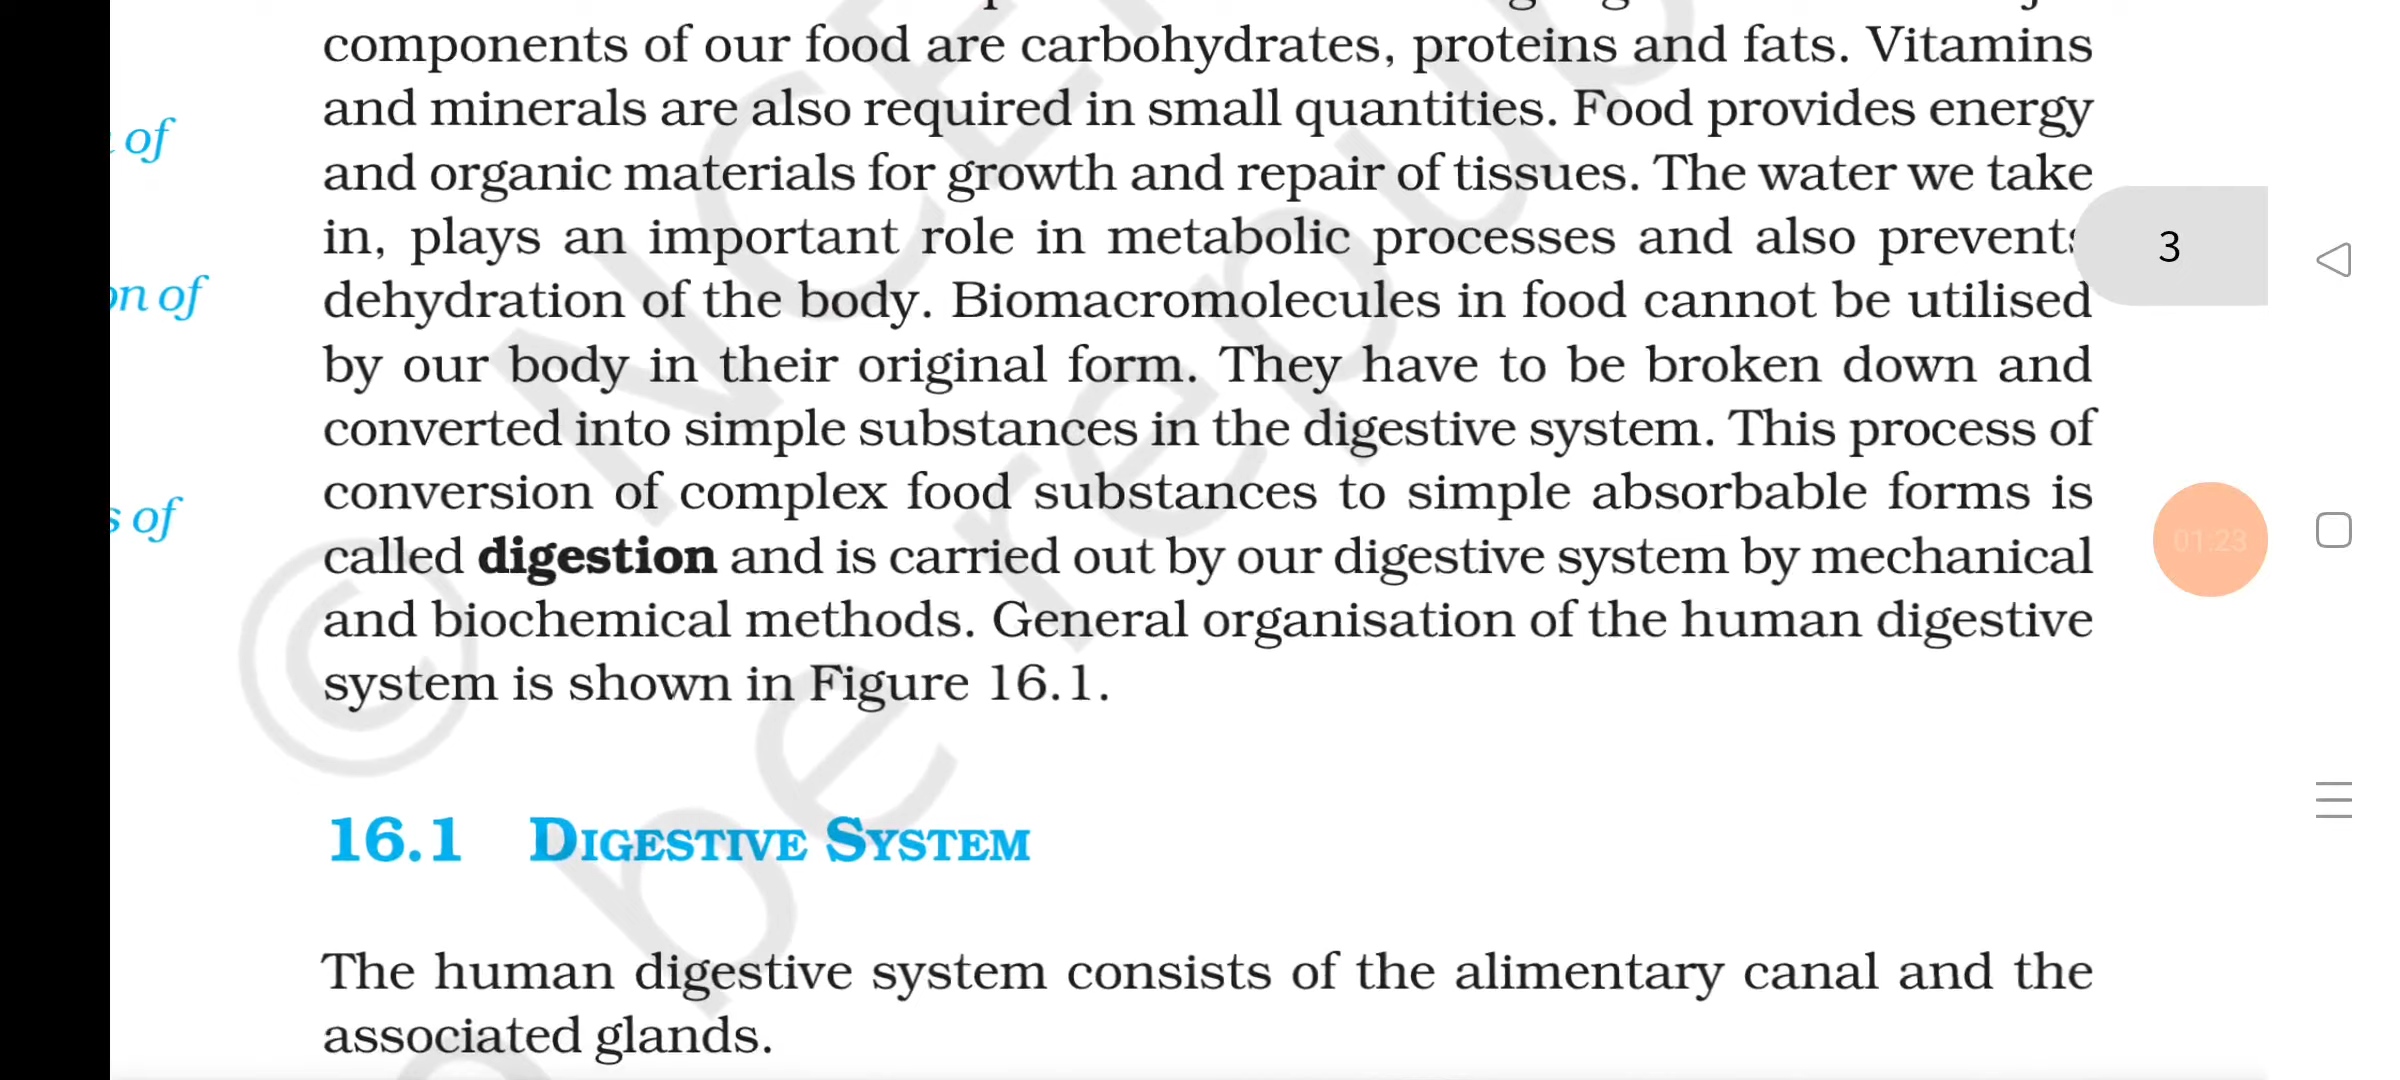 components of our food are carbohydrates, proteins and fats. Vitamins
and minerals are also required in small quantities. Food provides energy
and organic materials for growth and repair of tissues. The water we take
in, plays an important role in metabolic processes and also prevents
dehydration of the body. Biomacromolecules in food cannot be utilised
by our body in their original form. They have to be broken down and
converted into simple substances in the digestive system. This process of
conversion of complex food substances to simple absorbable forms is
called digestion and is carried out by our digestive system by mechanical
and biochemical methods. General organisation of the human digestive
system is shown in Figure 16.1.
16.1 DIGESTIVE SYSTEM
The human digestive system consists of the alimentary canal and the
associated glands.
of
of
of
3
01:23
© NCE
be repub